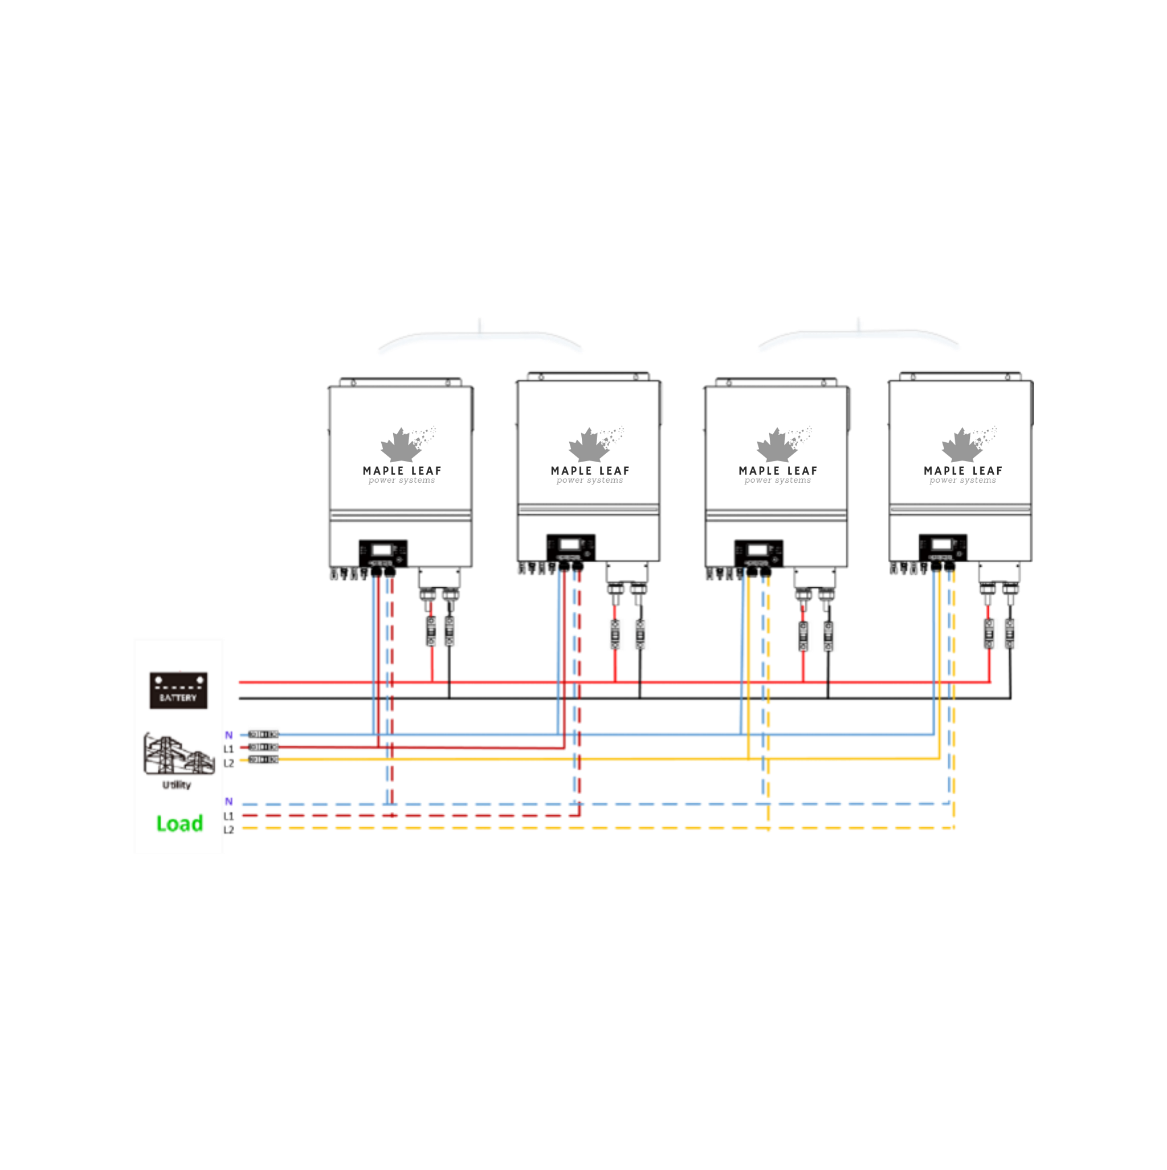 MAPLE LEAF
power systems
MAPLE LEAF
power systems
MAPLE LEAF
power systems
MAPLE LEAF
power systems
BATTERY
N
L1
L2
Utility
N
L1
L2
Load